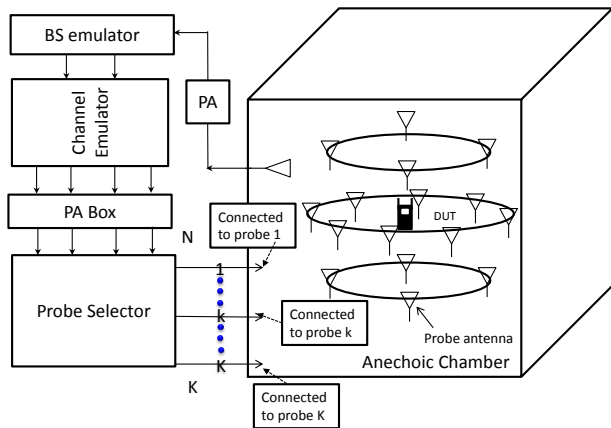 BS emulator
Channel
Emulator
PA
PA Box
N
Connected
to probe 1
1
DUT
Probe Selector
k
Connected
to probe k
Probe antenna
Anechoic Chamber
K
K
Connected
to probe K